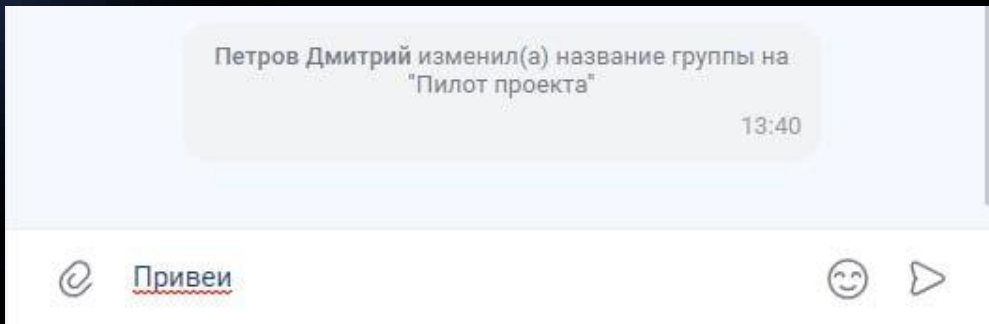 Петров Дмитрий изменил(а) название группы на
"Пилот проекта"
13:40
Привеи